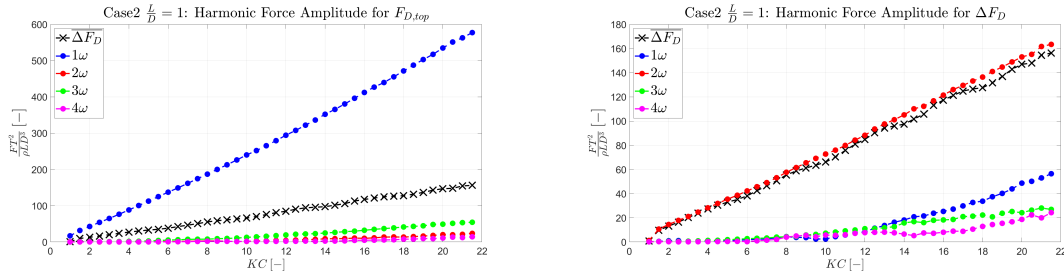 Case2 L/D = 1: Harmonic Force Amplitude for F_{D,top}
600
500
400
300
200
100
0
FT²/ρLD³ [−]
\overline{ΔF_D}
1ω
2ω
3ω
4ω
0 2 4 6 8 10 12 14 16 18 20 22
KC [−]
Case2 L/D = 1: Harmonic Force Amplitude for ΔF_D
180
160
140
120
100
80
60
40
20
0
FT²/ρLD³ [−]
\overline{ΔF_D}
1ω
2ω
3ω
4ω
0 2 4 6 8 10 12 14 16 18 20
KC [−]